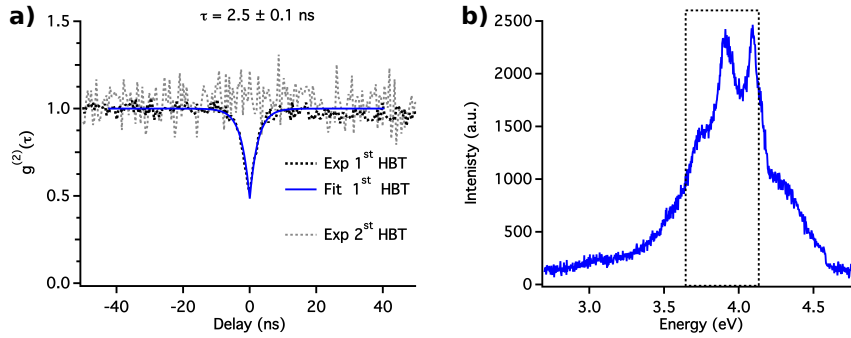 a)
τ = 2.5 ± 0.1 ns
1.5
1.0
0.5
0.0
g(2)(τ)
Exp 1st HBT
Fit 1st HBT
Exp 2st HBT
-40 -20 0 20 40
Delay (ns)
b)
2500
2000
1500
1000
500
0
Intenisty (a.u.)
3.0 3.5 4.0 4.5
Energy (eV)